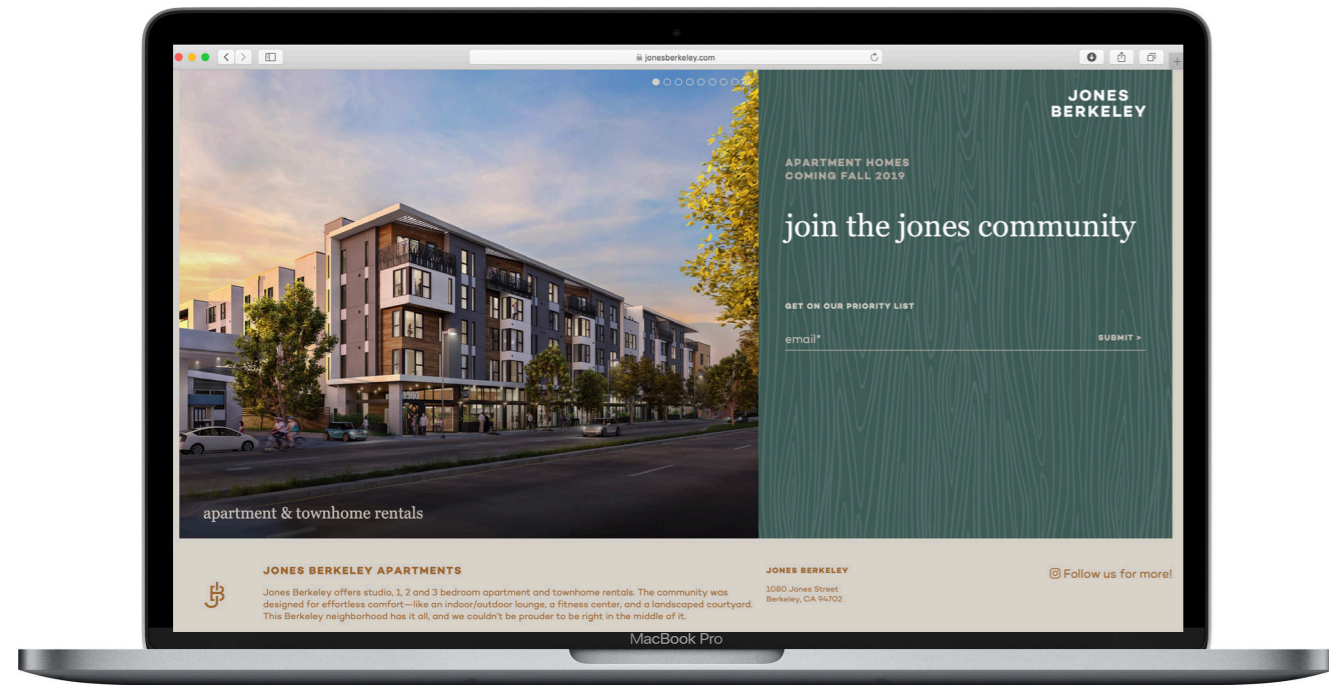 jonesberkeley.com
JONES
BERKELEY
APARTMENT HOMES
COMING FALL 2019
join the jones community
GET ON OUR PRIORITY LIST
email*
SUBMIT >
1500
apartment & townhome rentals
JONES BERKELEY APARTMENTS
Jones Berkeley offers studio, 1, 2 and 3 bedroom apartment and townhome rentals. The community was
designed for effortless comfort—like an indoor/outdoor lounge, a fitness center, and a landscaped courtyard.
This Berkeley neighborhood has it all, and we couldn't be prouder to be right in the middle of it.
JONES BERKELEY
1080 Jones Street
Berkeley, CA 94702
Follow us for more!
MacBook Pro